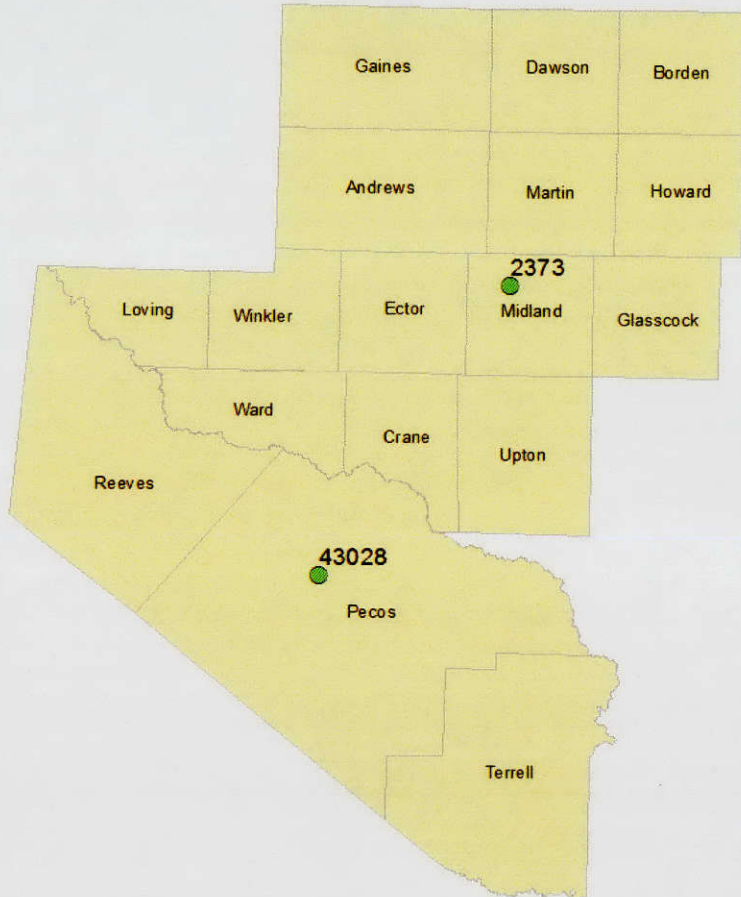 Gaines
Dawson
Borden
Andrews
Martin
Howard
2373
Loving
Winkler
Ector
Midland
Glasscock
Ward
Crane
Upton
Reeves
43028
Pecos
Terrell